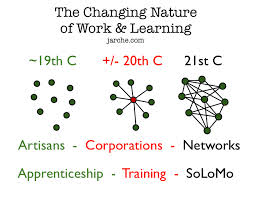 The Changing Nature
of Work & Learning
jarche.com
~19th C +/- 20th C 21st C
Artisans - Corporations - Networks
Apprenticeship - Training - SoLoMo